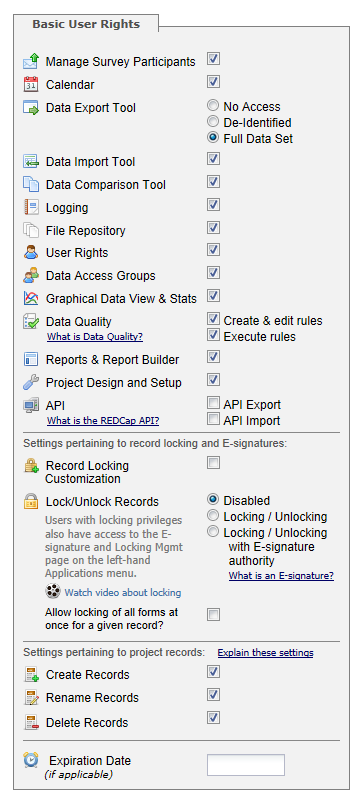 Basic User Rights
Manage Survey Participants
Calendar
Data Export Tool
No Access
De-Identified
Full Data Set
Data Import Tool
Data Comparison Tool
Logging
File Repository
User Rights
Data Access Groups
Graphical Data View & Stats
Data Quality
What is Data Quality?
Create & edit rules
Execute rules
Reports & Report Builder
Project Design and Setup
API
What is the REDCap API?
API Export
API Import
Settings pertaining to record locking and E-signatures:
Record Locking
Customization
Lock/Unlock Records
Users with locking privileges
also have access to the E-
signature and Locking Mgmt
page on the left-hand
Applications menu.
Watch video about locking
Disabled
Locking / Unlocking
Locking / Unlocking
with E-signature
authority
What is an E-signature?
Allow locking of all forms at
once for a given record?
Settings pertaining to project records: Explain these settings
Create Records
Rename Records
Delete Records
Expiration Date
(if applicable)